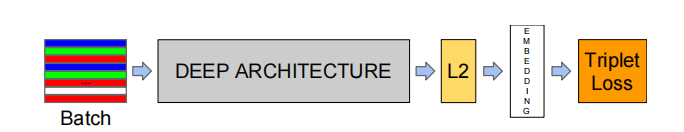 Batch
...
DEEP ARCHITECTURE
L2
EMBEDDING
Triplet
Loss